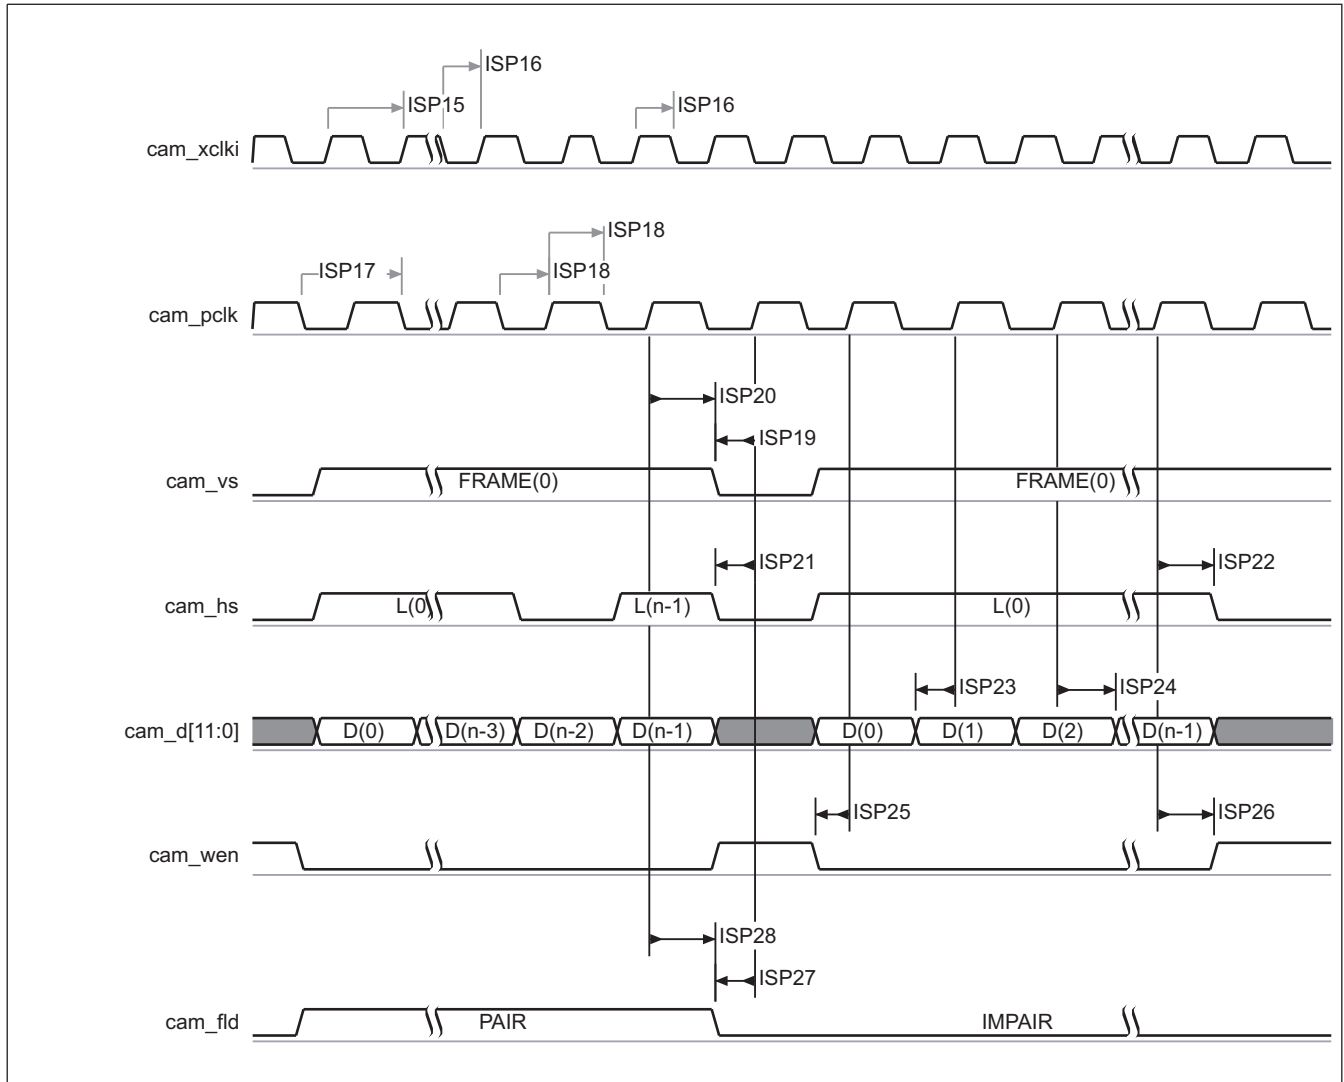 ISP16
ISP15
ISP16
cam_xclki
ISP18
ISP17
ISP18
cam_pclk
ISP20
ISP19
cam_vs
FRAME(0)
FRAME(0)
ISP21
ISP22
cam_hs
L(0)
L(n-1)
L(0)
ISP23
ISP24
cam_d[11:0]
D(0)
D(n-3)
D(n-2)
D(n-1)
D(0)
D(1)
D(2)
D(n-1)
ISP25
ISP26
cam_wen
ISP28
ISP27
cam_fld
PAIR
IMPAIR